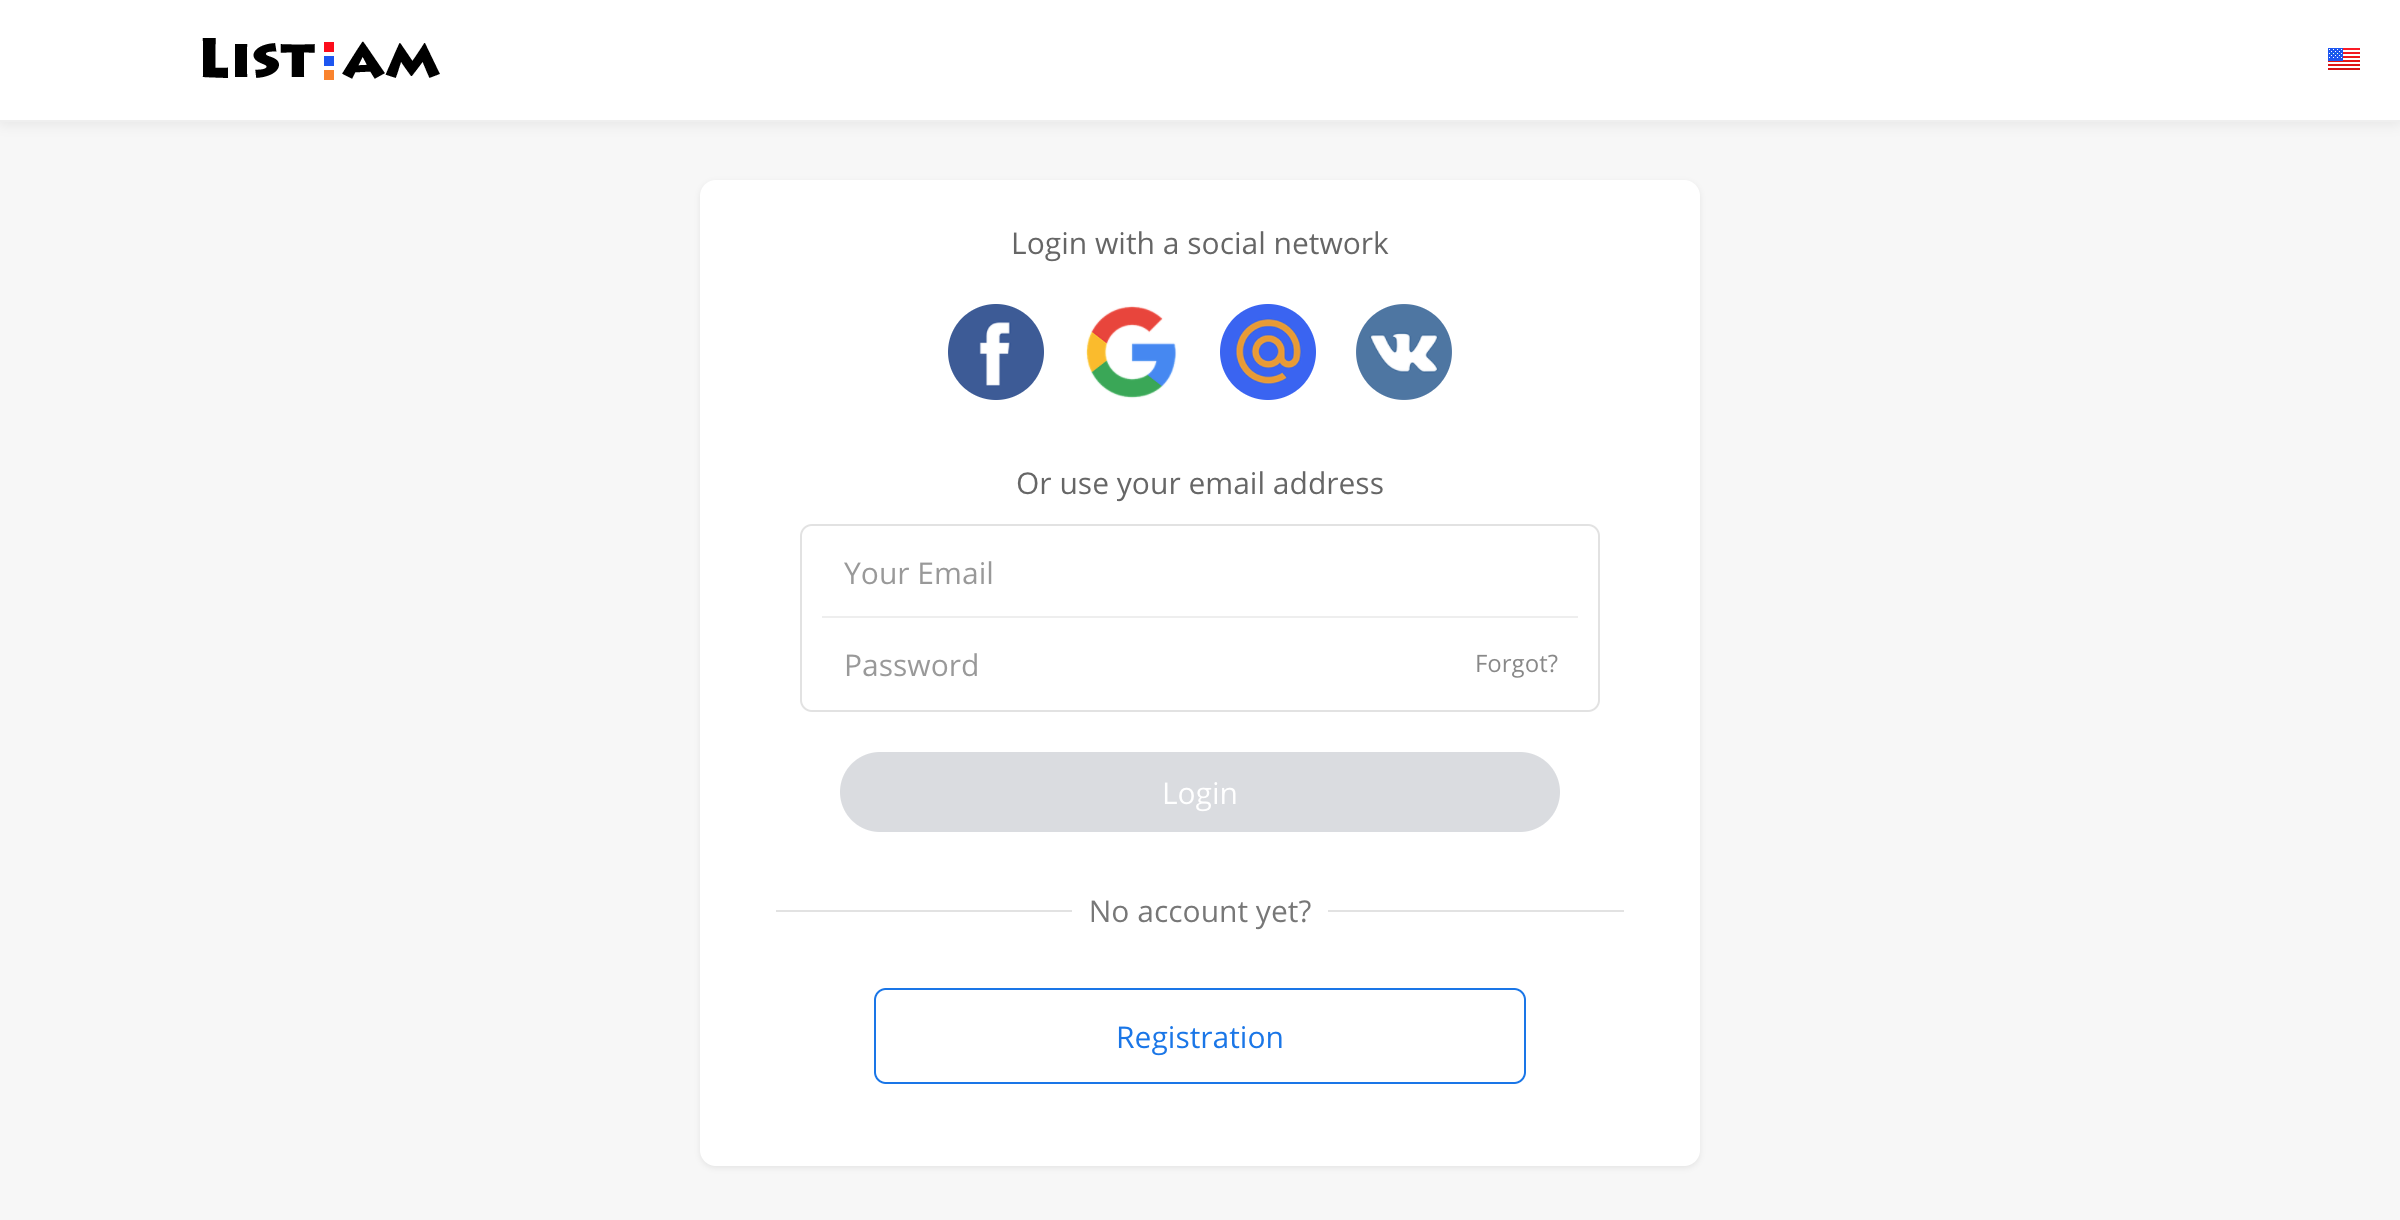 LIST AM
Login with a social network
Or use your email address
Your Email
Password
Forgot?
Login
No account yet?
Registration